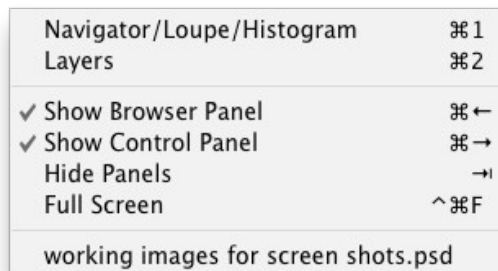 Navigator/Loupe/Histogram ⌘1
Layers ⌘2
✓ Show Browser Panel ⌘←
✓ Show Control Panel ⌘→
Hide Panels ⇥
Full Screen ^⌘F
working images for screen shots.psd